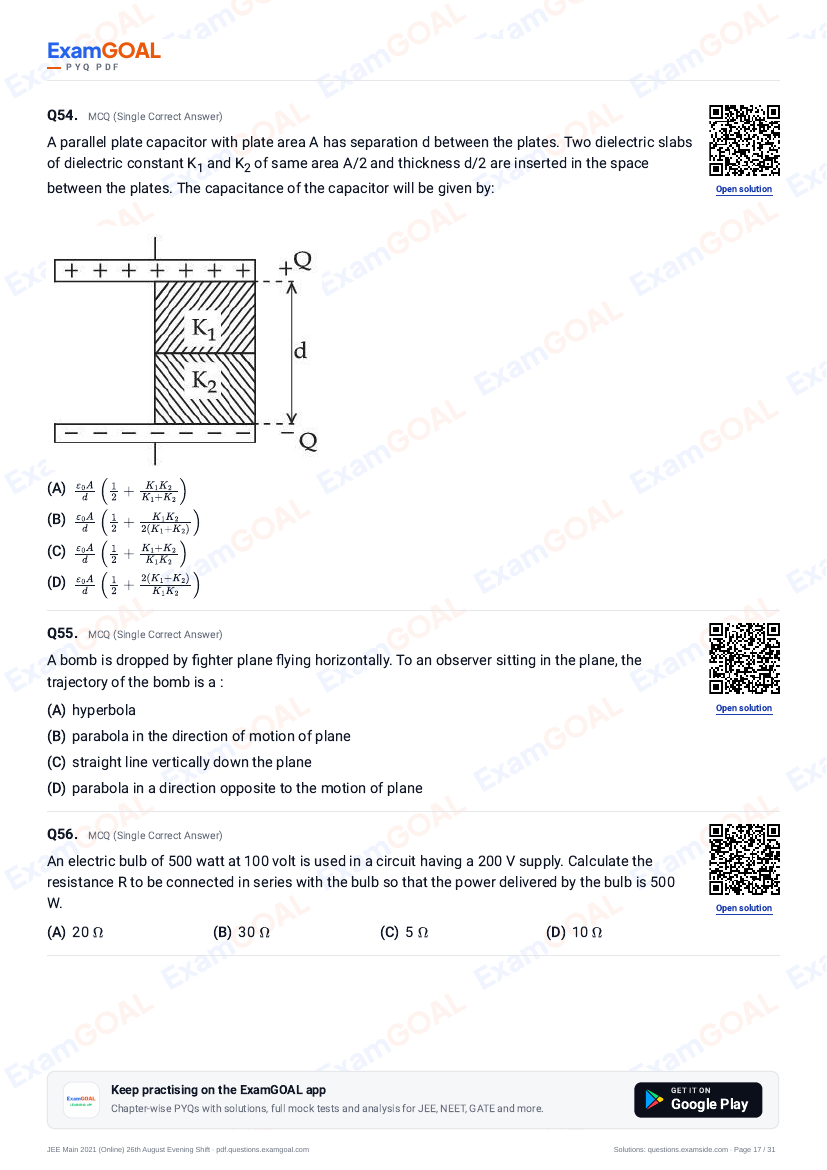 ExamGOAL
PYQ PDF
Q54. MCQ (Single Correct Answer)
A parallel plate capacitor with plate area A has separation d between the plates. Two dielectric slabs
of dielectric constant K₁ and K₂ of same area A/2 and thickness d/2 are inserted in the space
between the plates. The capacitance of the capacitor will be given by:
Open solution
+ + + + + + +
+Q
K₁
d
K₂
− − − − − − −
− Q
(A) ε₀A/d (1/2 + K₁K₂/(K₁+K₂))
(B) ε₀A/d (1/2 + K₁K₂/(2(K₁+K₂)))
(C) ε₀A/d (1/2 + (K₁+K₂)/(K₁K₂))
(D) ε₀A/d (1/2 + 2(K₁+K₂)/(K₁K₂))
Q55. MCQ (Single Correct Answer)
A bomb is dropped by fighter plane flying horizontally. To an observer sitting in the plane, the
trajectory of the bomb is a :
Open solution
(A) hyperbola
(B) parabola in the direction of motion of plane
(C) straight line vertically down the plane
(D) parabola in a direction opposite to the motion of plane
Q56. MCQ (Single Correct Answer)
An electric bulb of 500 watt at 100 volt is used in a circuit having a 200 V supply. Calculate the
resistance R to be connected in series with the bulb so that the power delivered by the bulb is 500
W.
Open solution
(A) 20 Ω (B) 30 Ω (C) 5 Ω (D) 10 Ω
ExamGOAL
Keep practising on the ExamGOAL app
Chapter-wise PYQs with solutions, full mock tests and analysis for JEE, NEET, GATE and more.
GET IT ON
Google Play
JEE Main 2021 (Online) 26th August Evening Shift · pdf.questions.examgoal.com
Solutions: questions.examside.com · Page 17 / 31